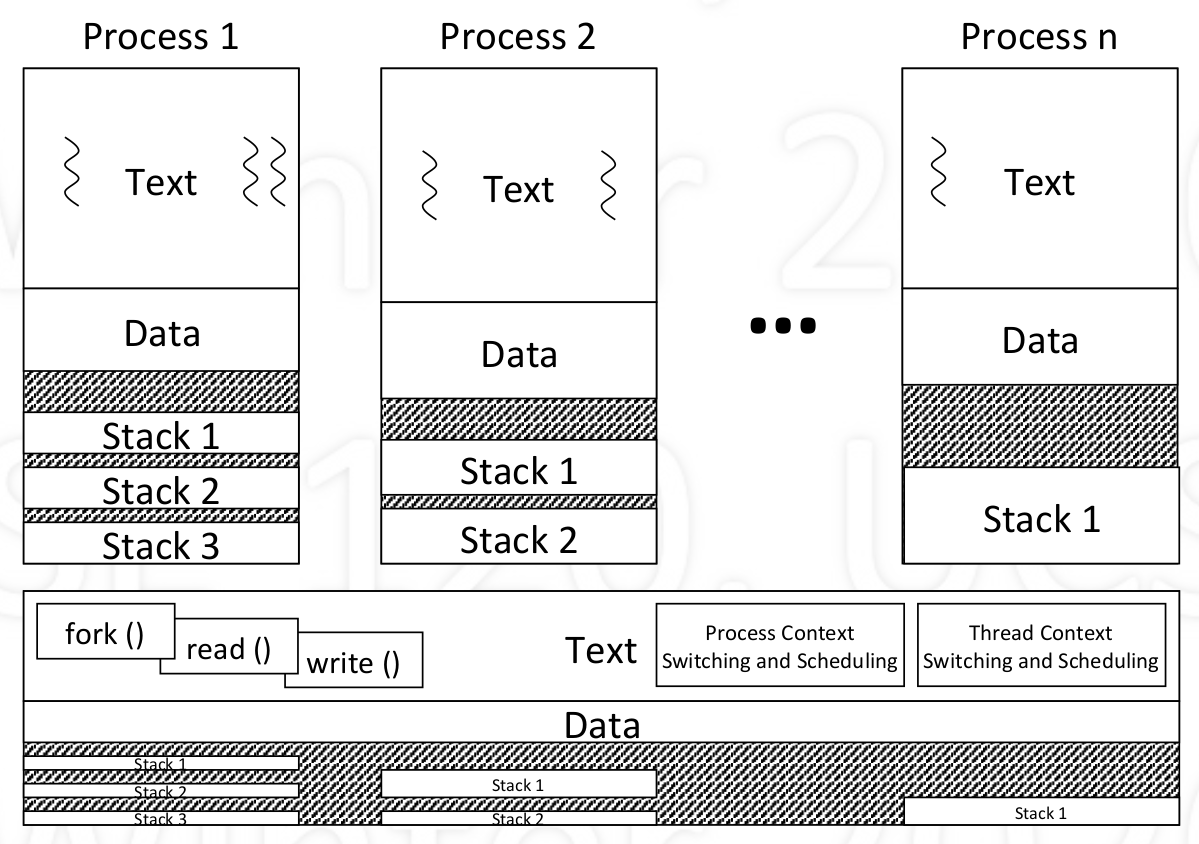 Process 1
Process 2
Process n
Text
Text
Text
Data
Data
Data
...
Stack 1
Stack 2
Stack 3
Stack 1
Stack 2
Stack 1
fork ()
read ()
write ()
Text
Process Context
Switching and Scheduling
Thread Context
Switching and Scheduling
Data
Stack 1
Stack 2
Stack 3
Stack 1
Stack 2
Stack 1